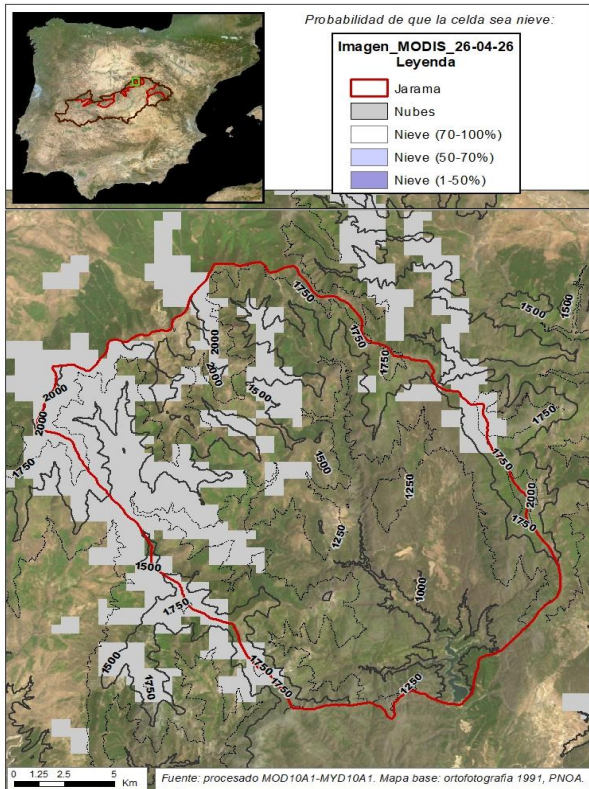 Probabilidad de que la celda sea nieve:
Imagen_MODIS_26-04-26
Leyenda
Jarama
Nubes
Nieve (70-100%)
Nieve (50-70%)
Nieve (1-50%)
1750
1500
1500
2000
1750
2000
1750
2000
1500
1750
2000
1500
1750
1250
1750
2000
1250
1750
1500
1000
1750
1500
1750
1750
1750
1250
0 1.25 2.5 5
Km
Fuente: procesado MOD10A1-MYD10A1. Mapa base: ortofotografia 1991, PNOA.